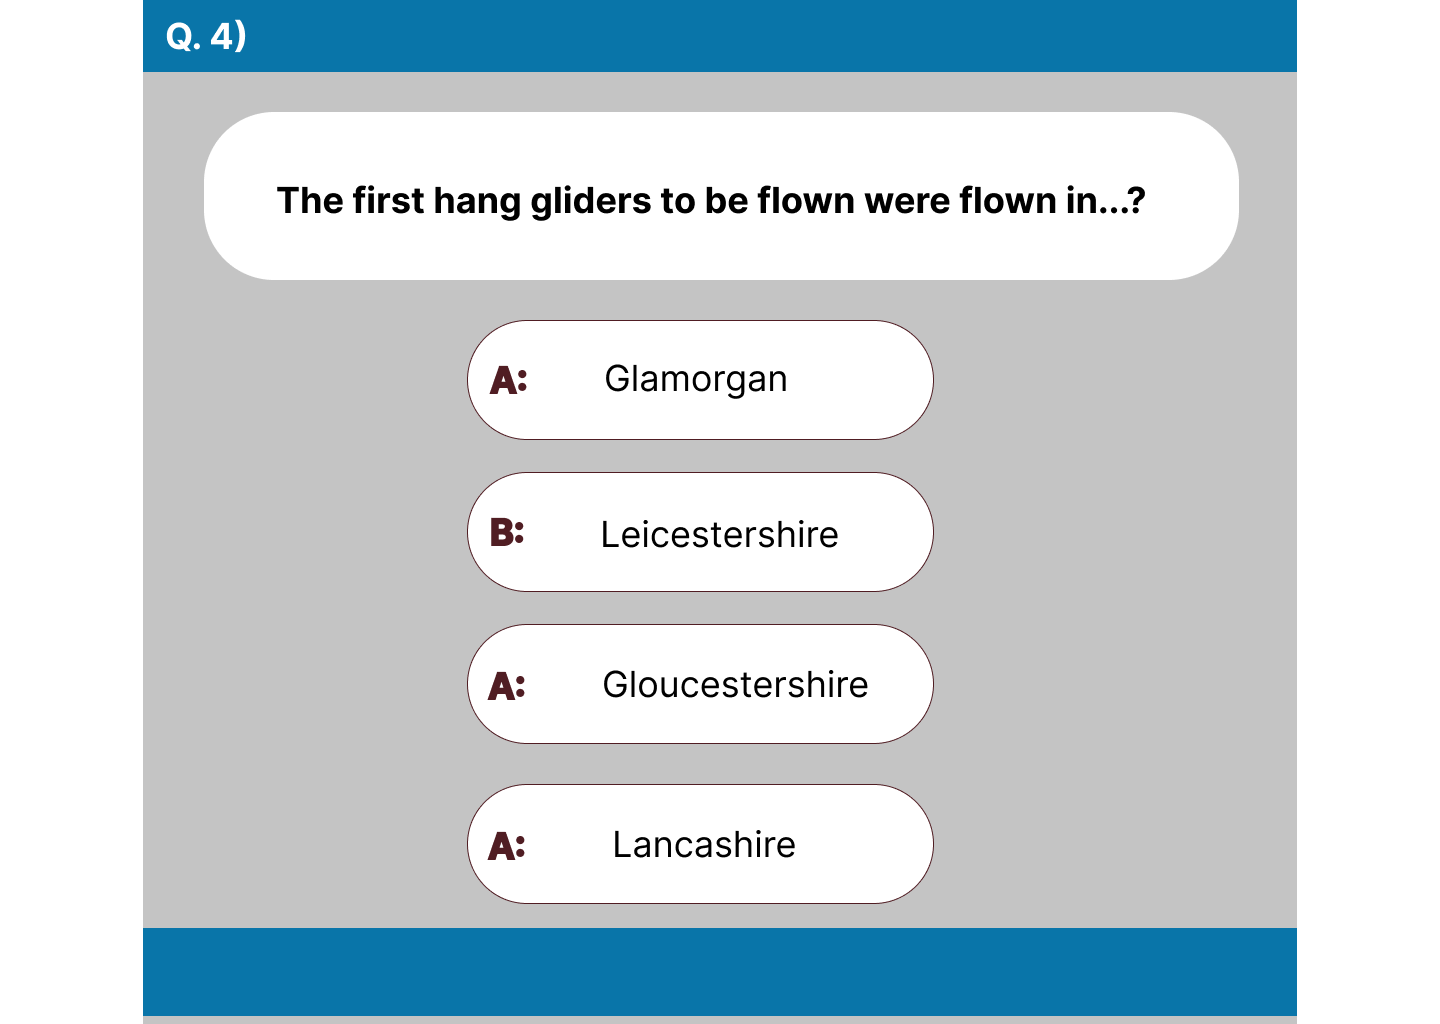 Q. 4)
The first hang gliders to be flown were flown in...?
A: Glamorgan
B: Leicestershire
A: Gloucestershire
A: Lancashire